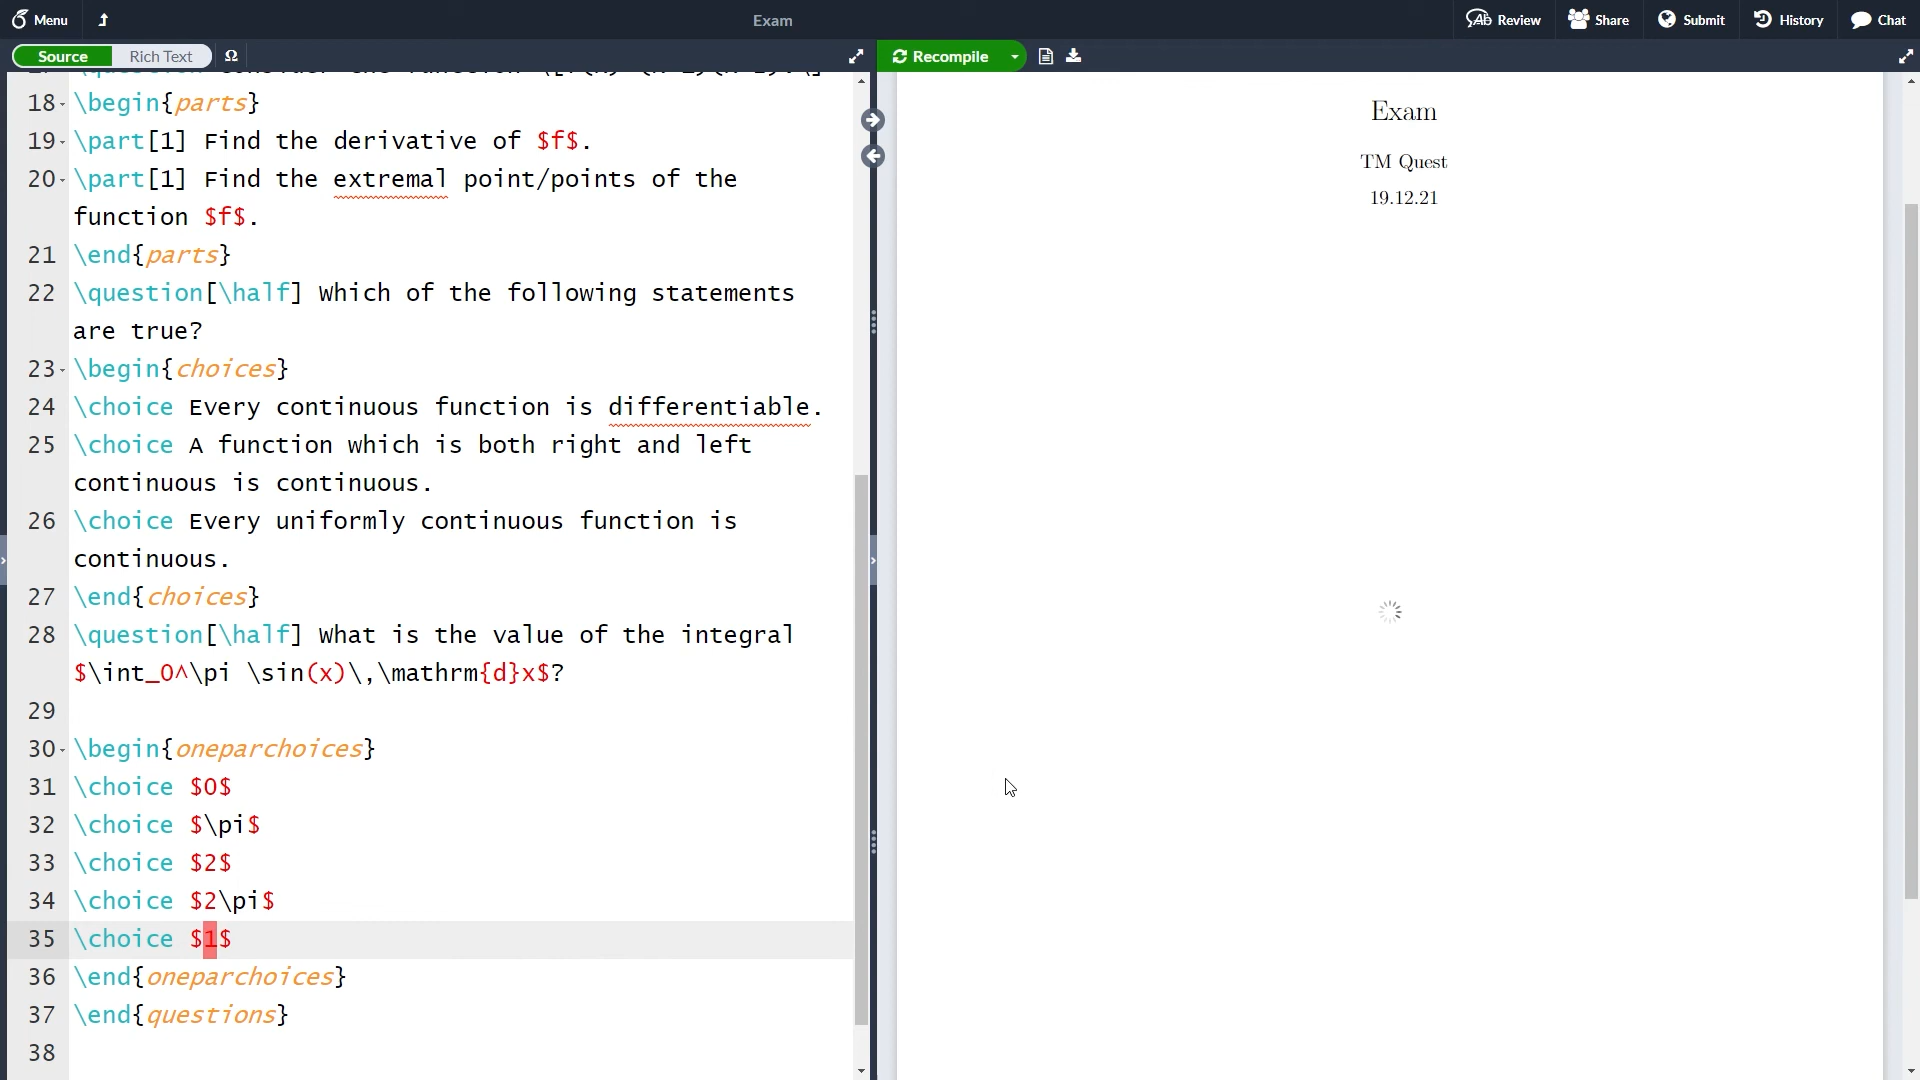 Menu
Exam
Review
Share
Submit
History
Chat
Source
Rich Text
Ω
Recompile
18 \begin{parts}
19 \part[1] Find the derivative of $f$.
20 \part[1] Find the extremal point/points of the
function $f$.
21 \end{parts}
22 \question[\half] Which of the following statements
are true?
23 \begin{choices}
24 \choice Every continuous function is differentiable.
25 \choice A function which is both right and left
continuous is continuous.
26 \choice Every uniformly continuous function is
continuous.
27 \end{choices}
28 \question[\half] What is the value of the integral
$\int_0^\pi \sin(x)\,\mathrm{d}x$?
29
30 \begin{oneparchoices}
31 \choice $0$
32 \choice $\pi$
33 \choice $2$
34 \choice $2\pi$
35 \choice $1$
36 \end{oneparchoices}
37 \end{questions}
38
Exam
TM Quest
19.12.21